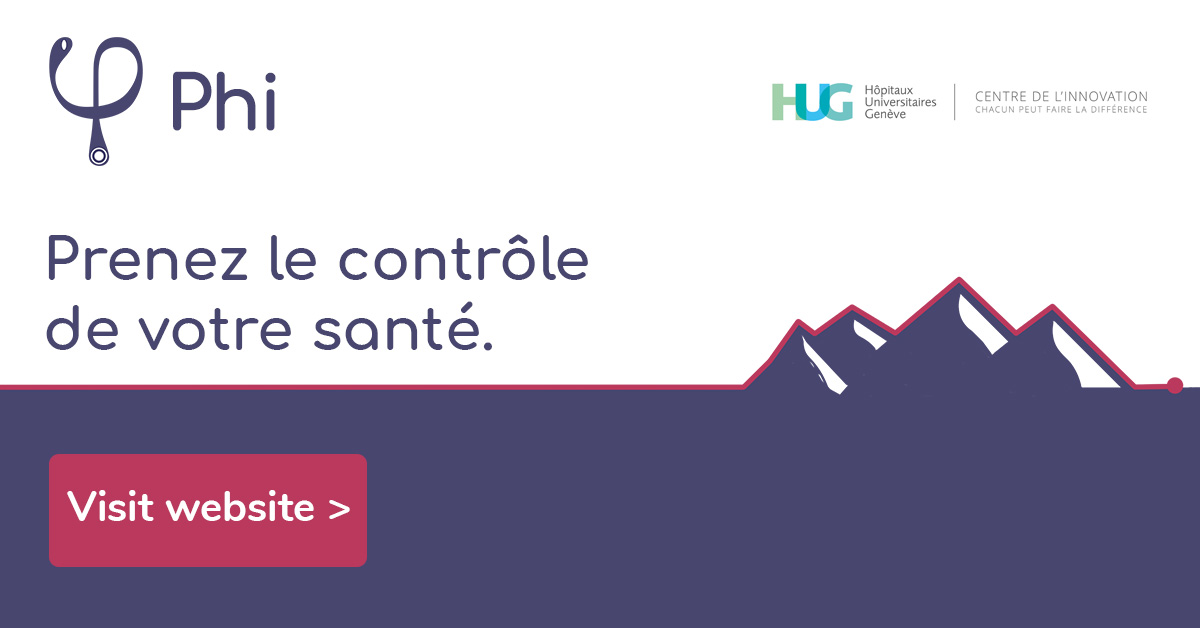 Phi
HUG
Hôpitaux
Universitaires
Genève
CENTRE DE L'INNOVATION
CHACUN PEUT FAIRE LA DIFFÉRENCE
Prenez le contrôle
de votre santé.
Visit website >